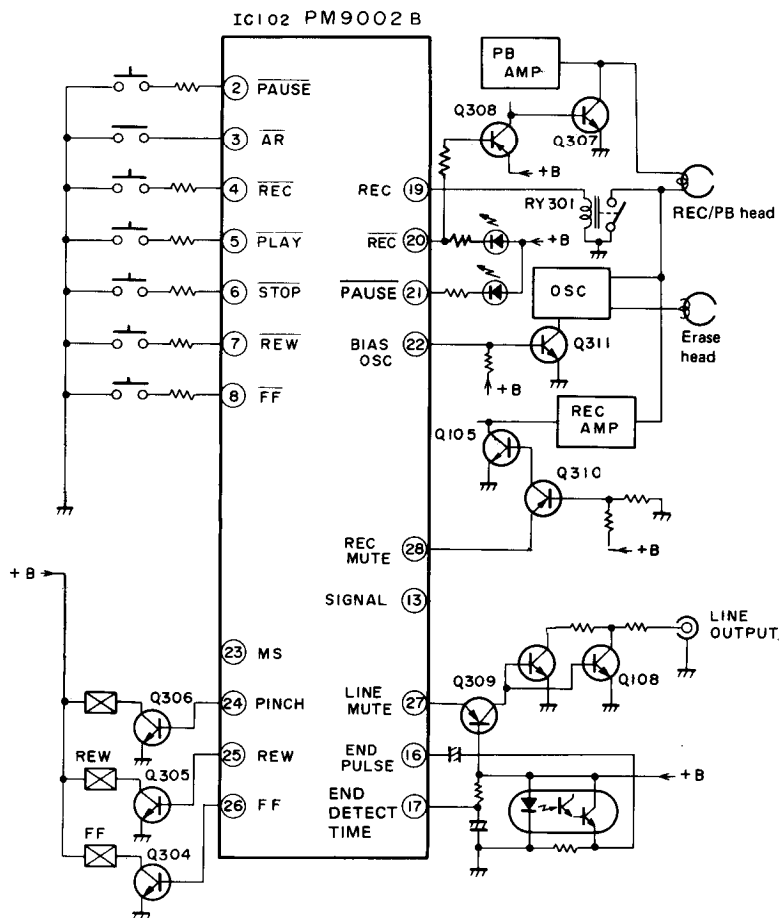 IC102 PM9002B
2 PAUSE
3 AR
4 REC
5 PLAY
6 STOP
7 REW
8 FF
+B
23 MS
24 PINCH
25 REW
26 FF
Q306
REW
Q305
FF
Q304
REC 19
REC 20
PAUSE 21
BIAS OSC 22
REC MUTE 28
SIGNAL 13
LINE MUTE 27
END PULSE 16
END DETECT TIME 17
PB AMP
Q308
Q307
+B
RY301
REC/PB head
+B
OSC
Erase head
Q311
+B
REC AMP
Q105
Q310
+B
LINE OUTPUT
Q309
Q108
+B